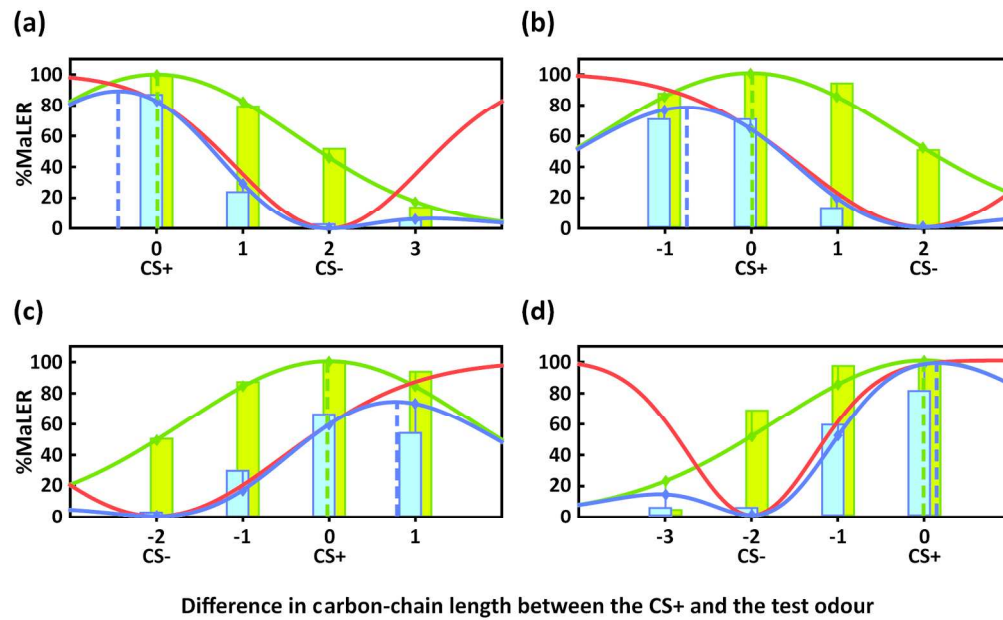 (a)
(b)
%MaLER
100
80
60
40
20
0
0 1 2 3
CS+ CS-
100
80
60
40
20
0
-1 0 1 2
CS+ CS-
(c)
(d)
%MaLER
100
80
60
40
20
0
-2 -1 0 1
CS- CS+
100
80
60
40
20
0
-3 -2 -1 0
CS- CS+
Difference in carbon-chain length between the CS+ and the test odour